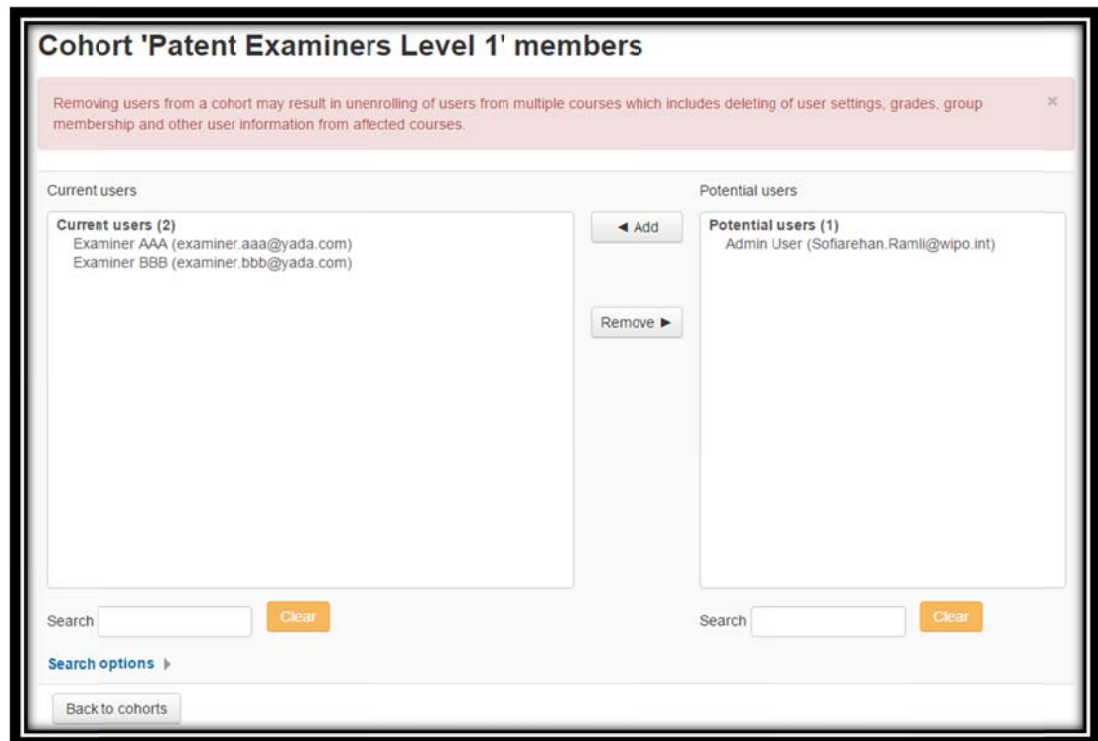 Cohort 'Patent Examiners Level 1' members
Removing users from a cohort may result in unenrolling of users from multiple courses which includes deleting of user settings, grades, group
membership and other user information from affected courses.
×
Current users
Potential users
Current users (2)
Examiner AAA (examiner.aaa@yada.com)
Examiner BBB (examiner.bbb@yada.com)
◄ Add
Remove ►
Potential users (1)
Admin User (Sofiarehan.Ramli@wipo.int)
Search
Clear
Search
Clear
Search options
Back to cohorts